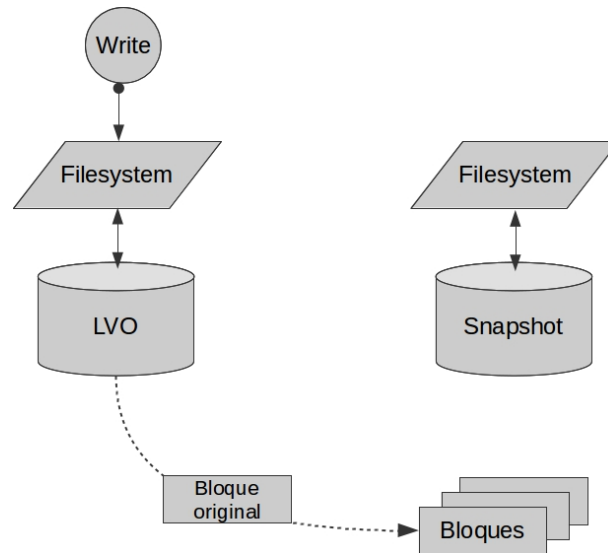 Write
Filesystem
Filesystem
LVO
Snapshot
Bloque
original
Bloques